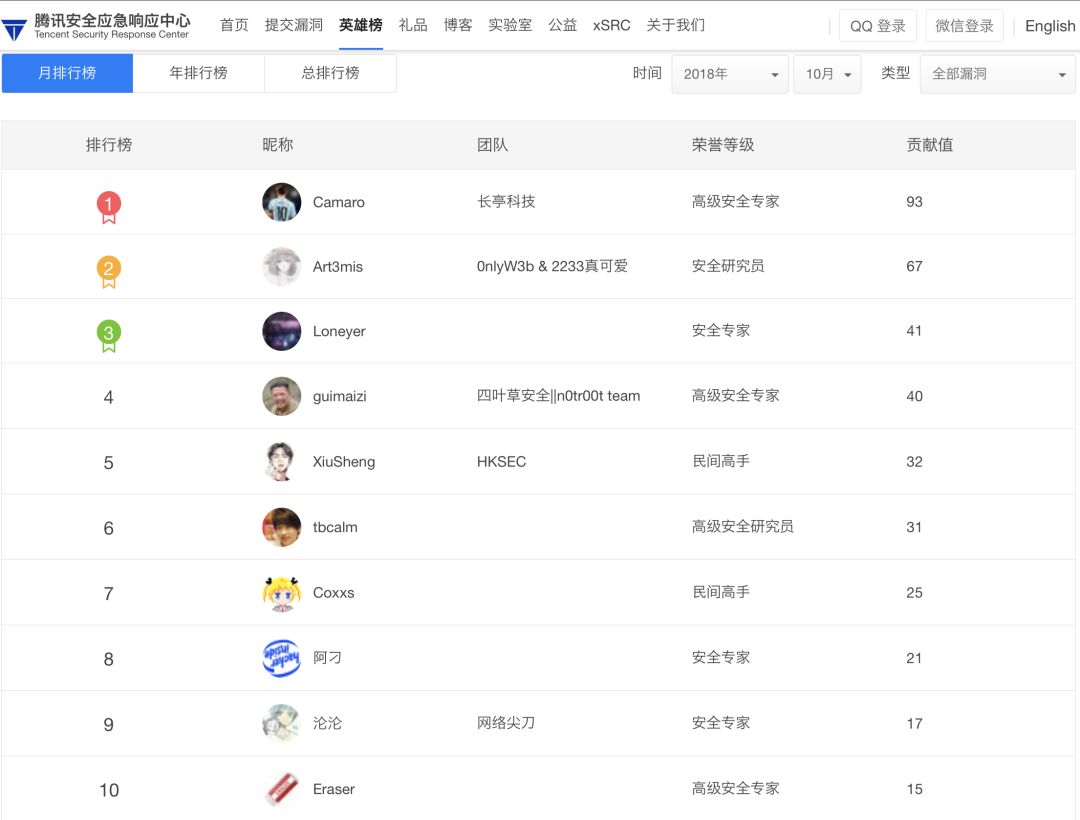 腾讯安全应急响应中心
Tencent Security Response Center
首页 提交漏洞 英雄榜 礼品 博客 实验室 公益 xSRC 关于我们
QQ 登录 微信登录 English
月排行榜 年排行榜 总排行榜 时间 2018年 10月 类型 全部漏洞
排行榜 昵称 团队 荣誉等级 贡献值
1 Camaro 长亭科技 高级安全专家 93
2 Art3mis 0nlyW3b & 2233真可爱 安全研究员 67
3 Loneyer 安全专家 41
4 guimaizi 四叶草安全||n0tr00t team 高级安全专家 40
5 XiuSheng HKSEC 民间高手 32
6 tbcalm 高级安全研究员 31
7 Coxxs 民间高手 25
8 hacker inside 阿刁 安全专家 21
9 沦沦 网络尖刀 安全专家 17
10 Eraser 高级安全专家 15